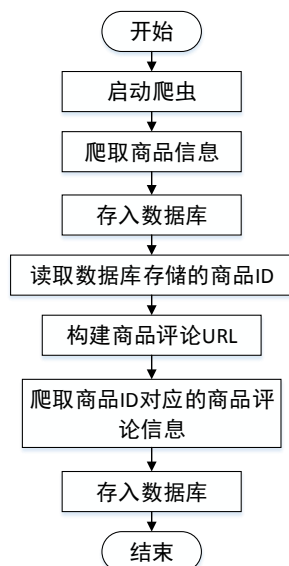 开始
启动爬虫
爬取商品信息
存入数据库
读取数据库存储的商品ID
构建商品评论URL
爬取商品ID对应的商品评
论信息
存入数据库
结束